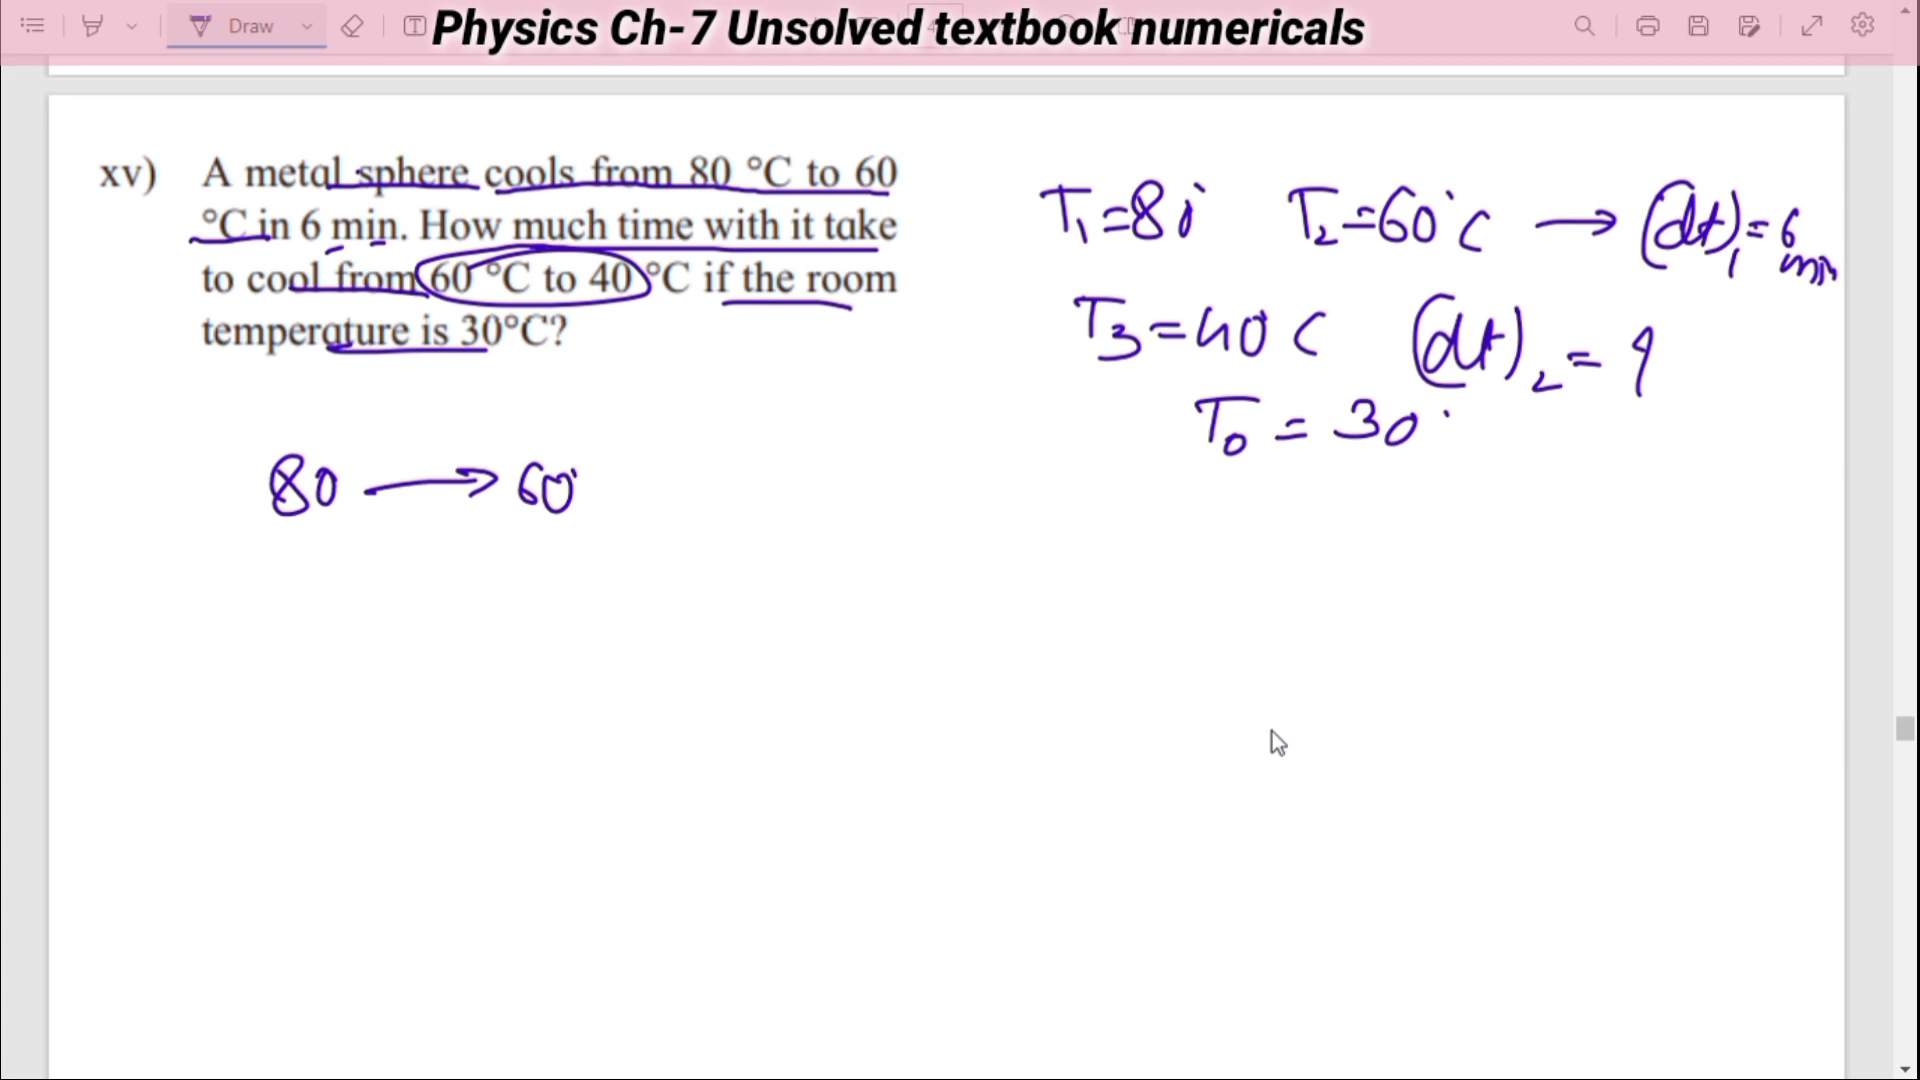 Draw
Physics Ch-7 Unsolved textbook numericals
xv) A metal sphere cools from 80 °C to 60
°C in 6 min. How much time with it take
to cool from 60 °C to 40 °C if the room
temperature is 30°C?
T₁=80° T₂=60°C → (dt)₁=6 min
T₃=40°C (dt)₂=?
T₀=30°
80 → 60°